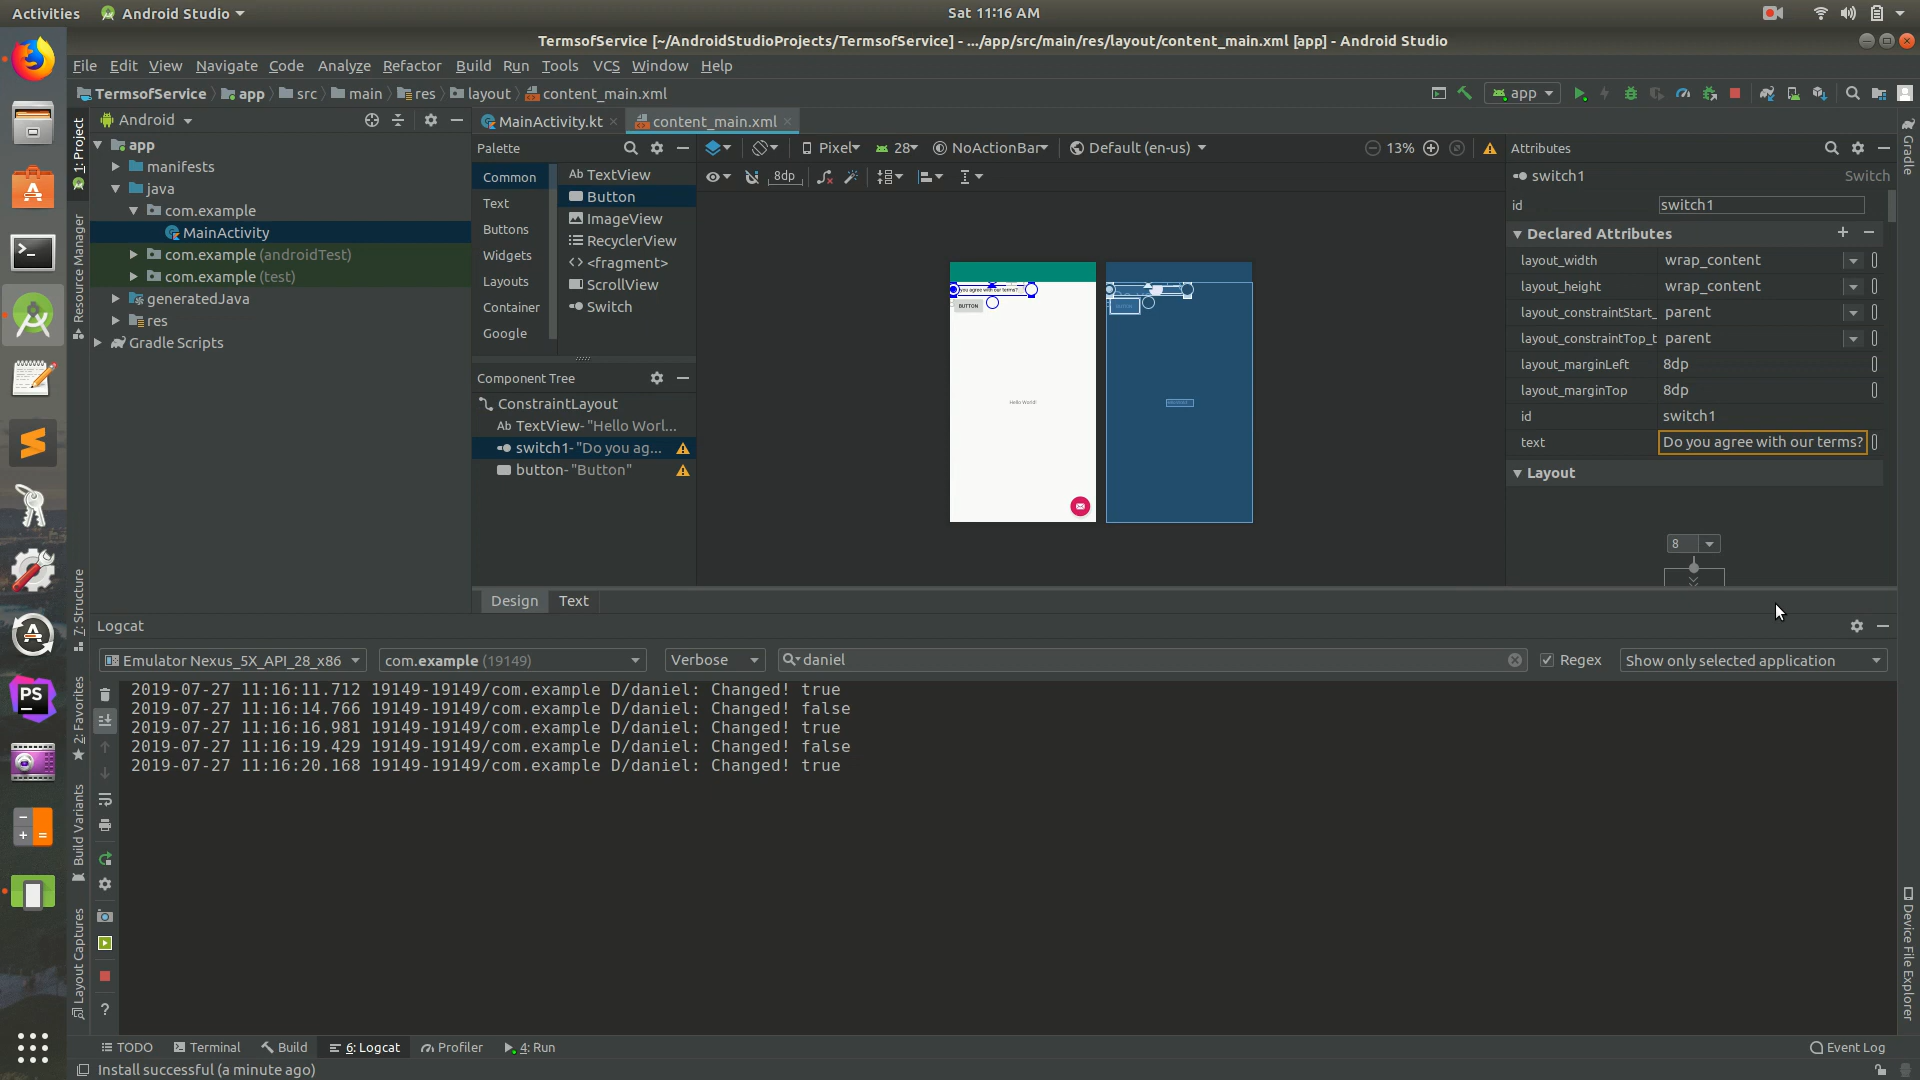 Activities Android Studio Sat 11:16 AM
TermsofService [~/AndroidStudioProjects/TermsofService] - .../app/src/main/res/layout/content_main.xml [app] - Android Studio
File Edit View Navigate Code Analyze Refactor Build Run Tools VCS Window Help
TermsofService app src main res layout content_main.xml app
Android MainActivity.kt content_main.xml
1: Project
Resource Manager
7: Structure
2: Favorites
Build Variants
Layout Captures
app
manifests
java
com.example
MainActivity
com.example (androidTest)
com.example (test)
generatedJava
res
Gradle Scripts
Palette
Common
Text
Buttons
Widgets
Layouts
Container
Google
Ab TextView
Button
ImageView
RecyclerView
<> <fragment>
ScrollView
Switch
Component Tree
ConstraintLayout
Ab TextView- "Hello Worl...
switch1- "Do you ag...
button- "Button"
Pixel 28 NoActionBar Default (en-us) 13%
8dp
you agree with our terms?
BUTTON
Hello World!
Attributes
switch1 Switch
id switch1
Declared Attributes
layout_width wrap_content
layout_height wrap_content
layout_constraintStart_ parent
layout_constraintTop_t parent
layout_marginLeft 8dp
layout_marginTop 8dp
id switch1
text Do you agree with our terms?
Layout
8
Gradle
Device File Explorer
Design Text
Logcat
Emulator Nexus_5X_API_28_x86 com.example (19149) Verbose daniel Regex Show only selected application
2019-07-27 11:16:11.712 19149-19149/com.example D/daniel: Changed! true
2019-07-27 11:16:14.766 19149-19149/com.example D/daniel: Changed! false
2019-07-27 11:16:16.981 19149-19149/com.example D/daniel: Changed! true
2019-07-27 11:16:19.429 19149-19149/com.example D/daniel: Changed! false
2019-07-27 11:16:20.168 19149-19149/com.example D/daniel: Changed! true
PS
TODO Terminal Build 6: Logcat Profiler 4: Run Event Log
Install successful (a minute ago)